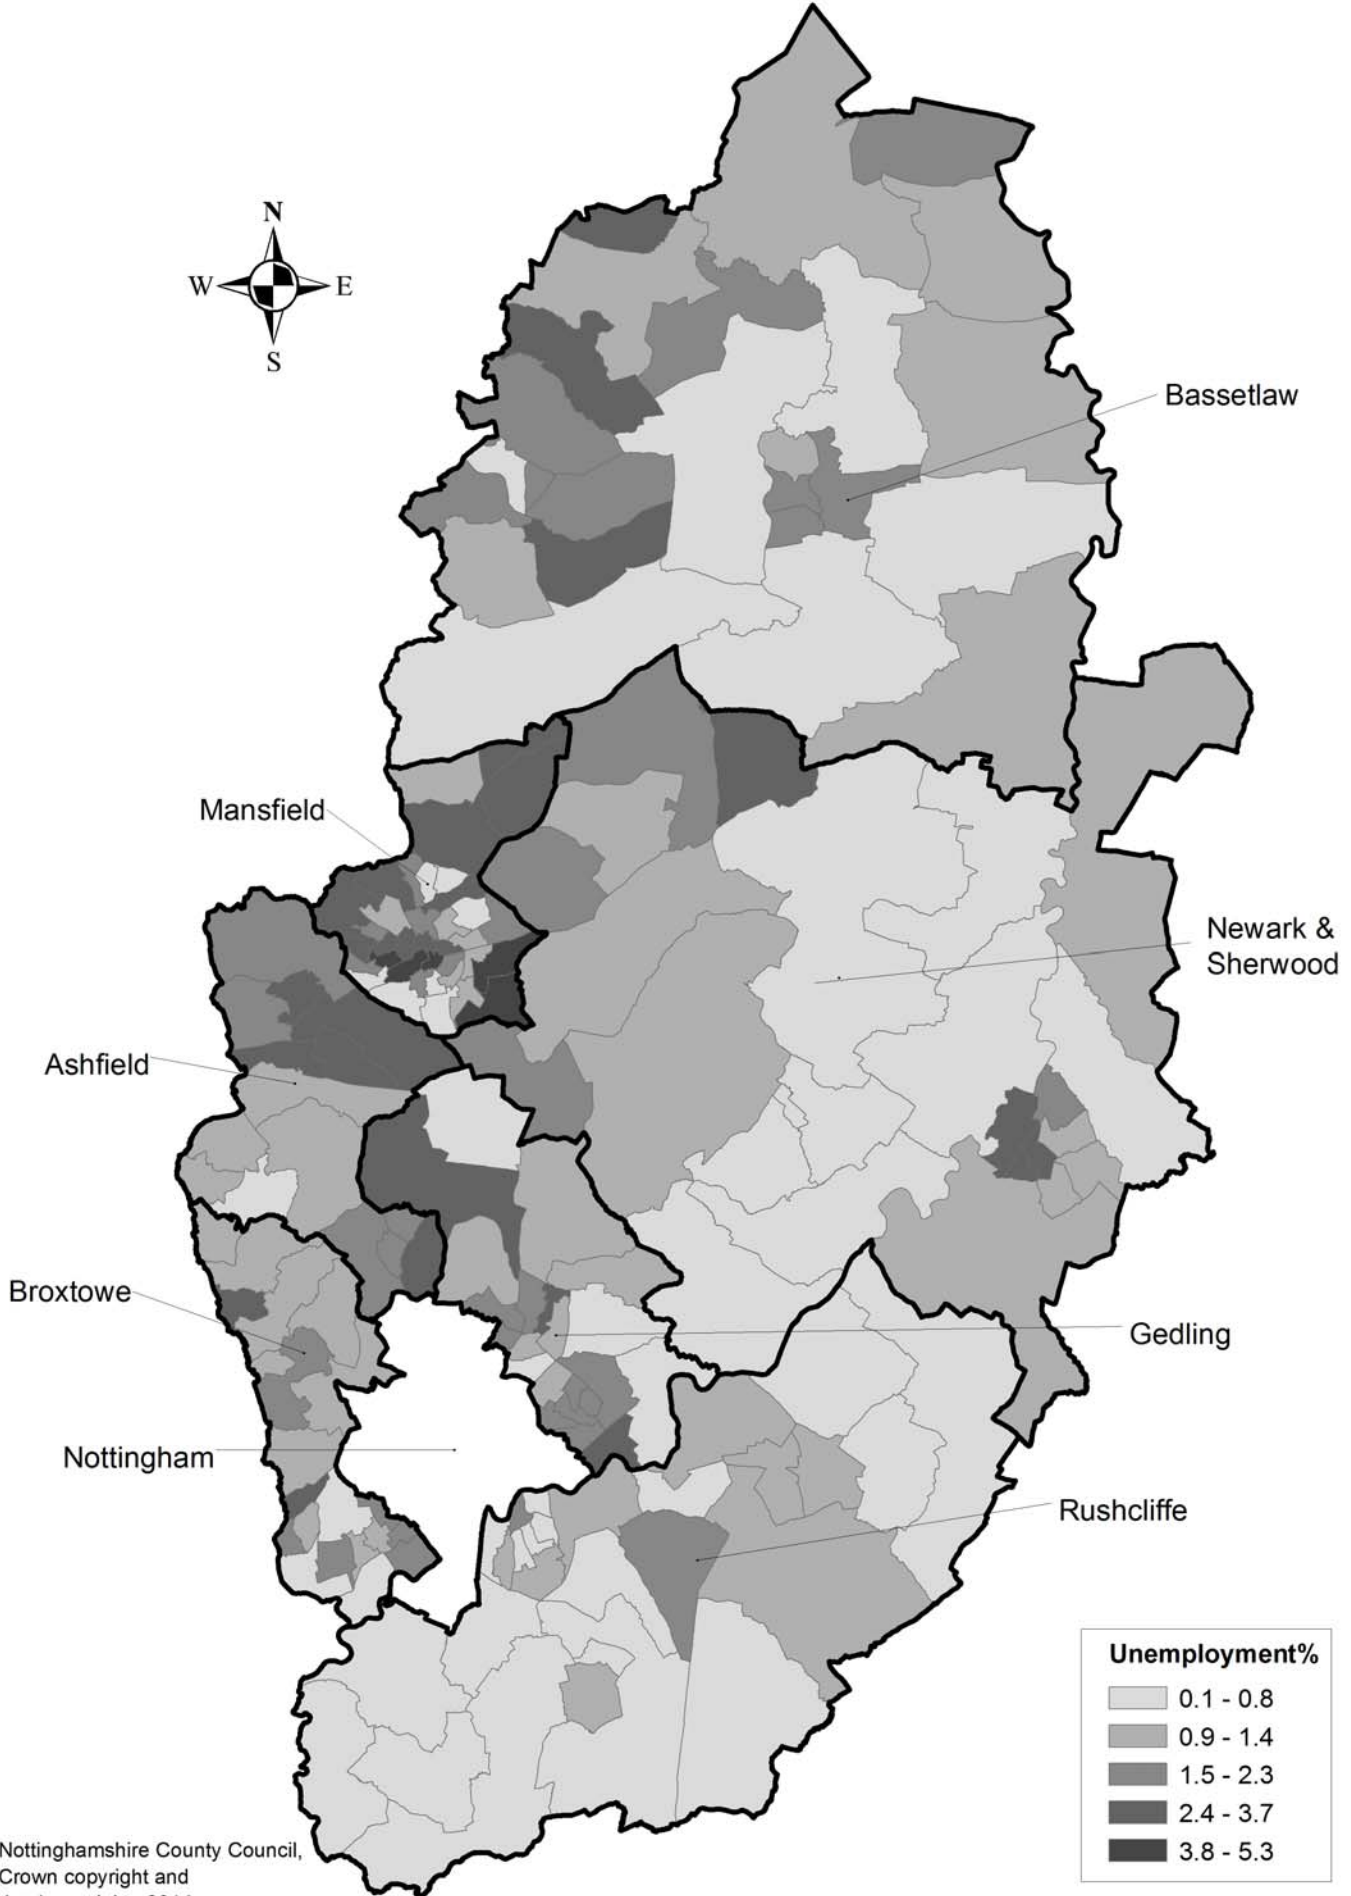 N
W E
S
Bassetlaw
Mansfield
Newark &
Sherwood
Ashfield
Broxtowe
Gedling
Nottingham
Rushcliffe
Unemployment%
0.1 - 0.8
0.9 - 1.4
1.5 - 2.3
2.4 - 3.7
3.8 - 5.3
Nottinghamshire County Council,
Crown copyright and